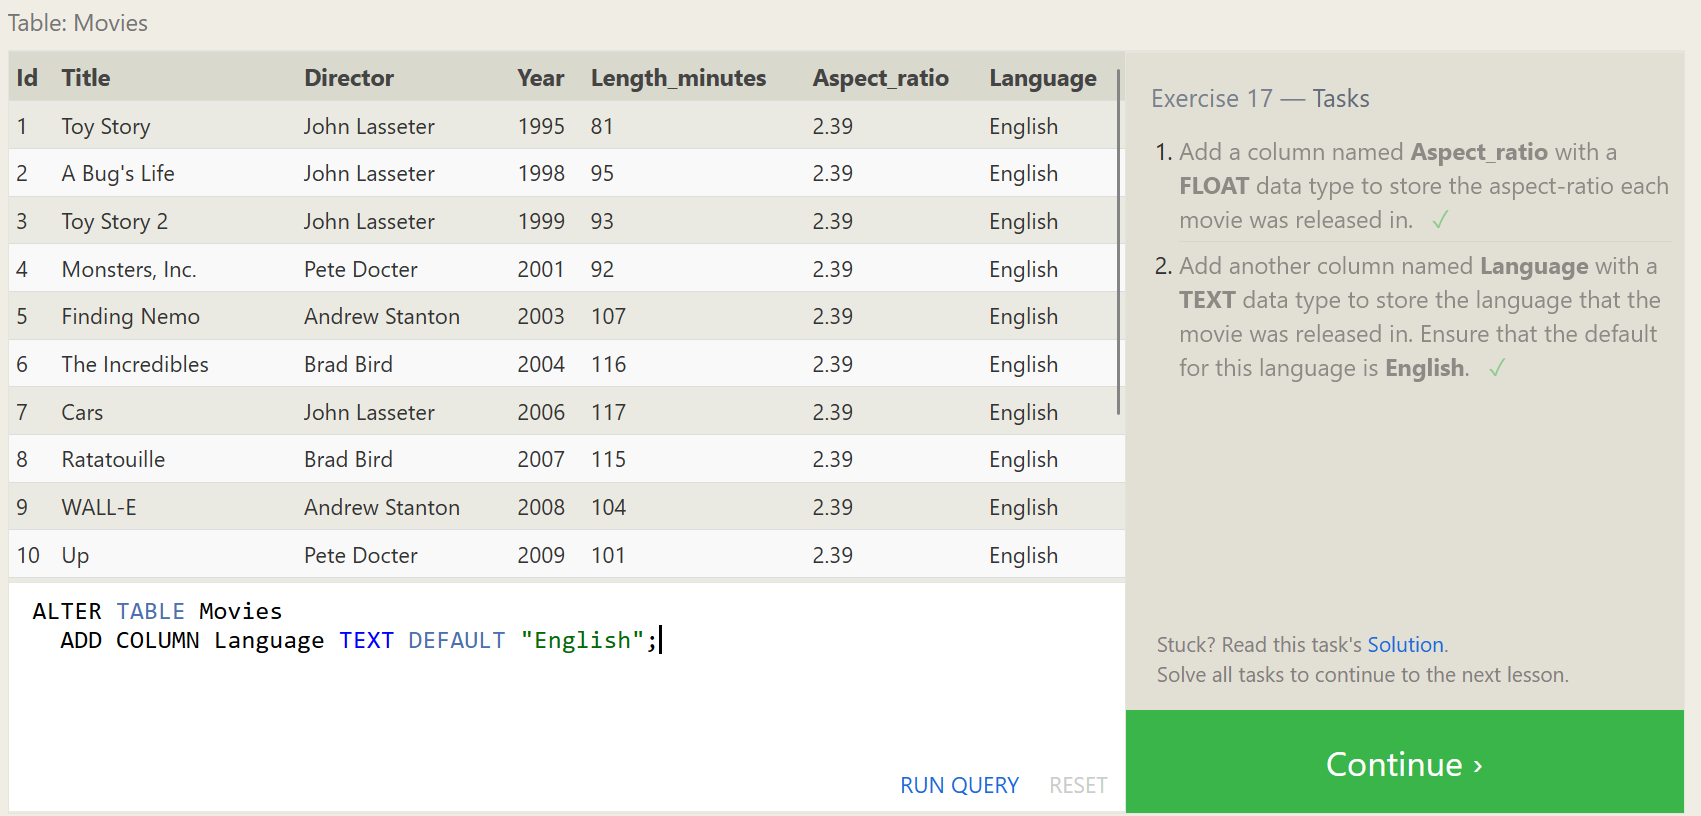 Table: Movies
Id Title Director Year Length_minutes Aspect_ratio Language
1 Toy Story John Lasseter 1995 81 2.39 English
2 A Bug's Life John Lasseter 1998 95 2.39 English
3 Toy Story 2 John Lasseter 1999 93 2.39 English
4 Monsters, Inc. Pete Docter 2001 92 2.39 English
5 Finding Nemo Andrew Stanton 2003 107 2.39 English
6 The Incredibles Brad Bird 2004 116 2.39 English
7 Cars John Lasseter 2006 117 2.39 English
8 Ratatouille Brad Bird 2007 115 2.39 English
9 WALL-E Andrew Stanton 2008 104 2.39 English
10 Up Pete Docter 2009 101 2.39 English
ALTER TABLE Movies
ADD COLUMN Language TEXT DEFAULT "English";
RUN QUERY RESET
Exercise 17 — Tasks
1. Add a column named Aspect_ratio with a
FLOAT data type to store the aspect-ratio each
movie was released in. ✓
2. Add another column named Language with a
TEXT data type to store the language that the
movie was released in. Ensure that the default
for this language is English. ✓
Stuck? Read this task's Solution.
Solve all tasks to continue to the next lesson.
Continue ›